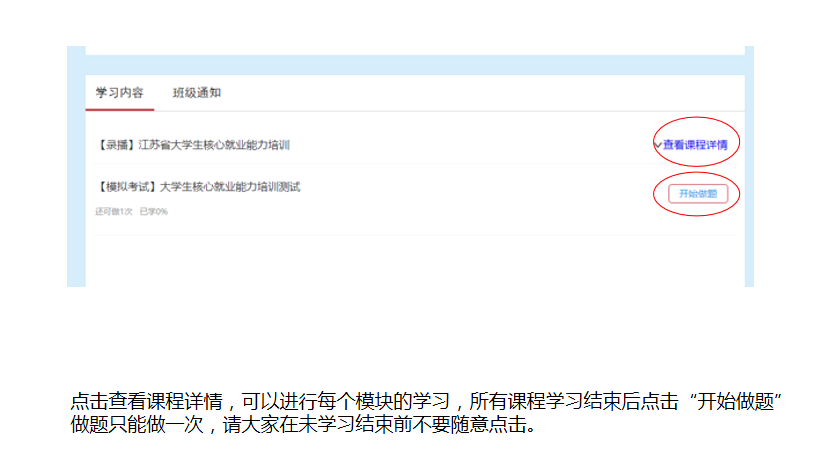 学习内容 班级通知
【录播】江苏省大学生核心就业能力培训 查看课程详情
【模拟考试】大学生核心就业能力培训测试 开始做题
还可做1次 已学0%
点击查看课程详情，可以进行每个模块的学习，所有课程学习结束后点击“开始做题”
做题只能做一次，请大家在未学习结束前不要随意点击。